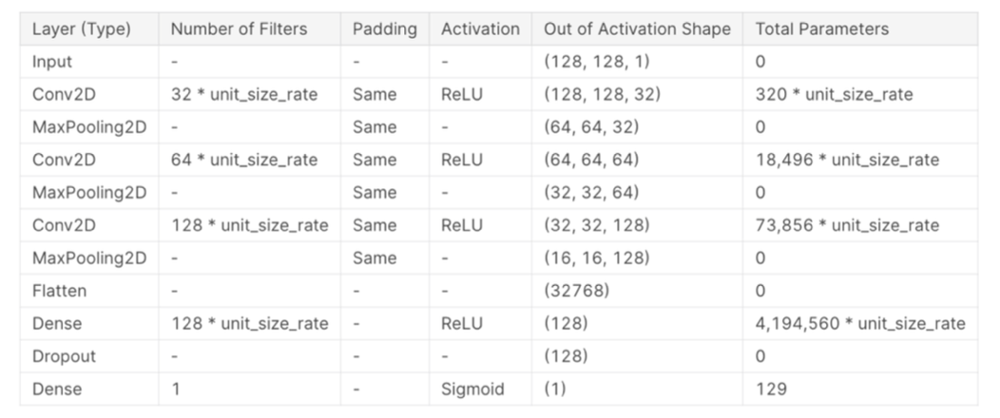 Layer (Type) Number of Filters Padding Activation Out of Activation Shape Total Parameters
Input - - - (128, 128, 1) 0
Conv2D 32 * unit_size_rate Same ReLU (128, 128, 32) 320 * unit_size_rate
MaxPooling2D - Same - (64, 64, 32) 0
Conv2D 64 * unit_size_rate Same ReLU (64, 64, 64) 18,496 * unit_size_rate
MaxPooling2D - Same - (32, 32, 64) 0
Conv2D 128 * unit_size_rate Same ReLU (32, 32, 128) 73,856 * unit_size_rate
MaxPooling2D - Same - (16, 16, 128) 0
Flatten - - - (32768) 0
Dense 128 * unit_size_rate - ReLU (128) 4,194,560 * unit_size_rate
Dropout - - - (128) 0
Dense 1 - Sigmoid (1) 129